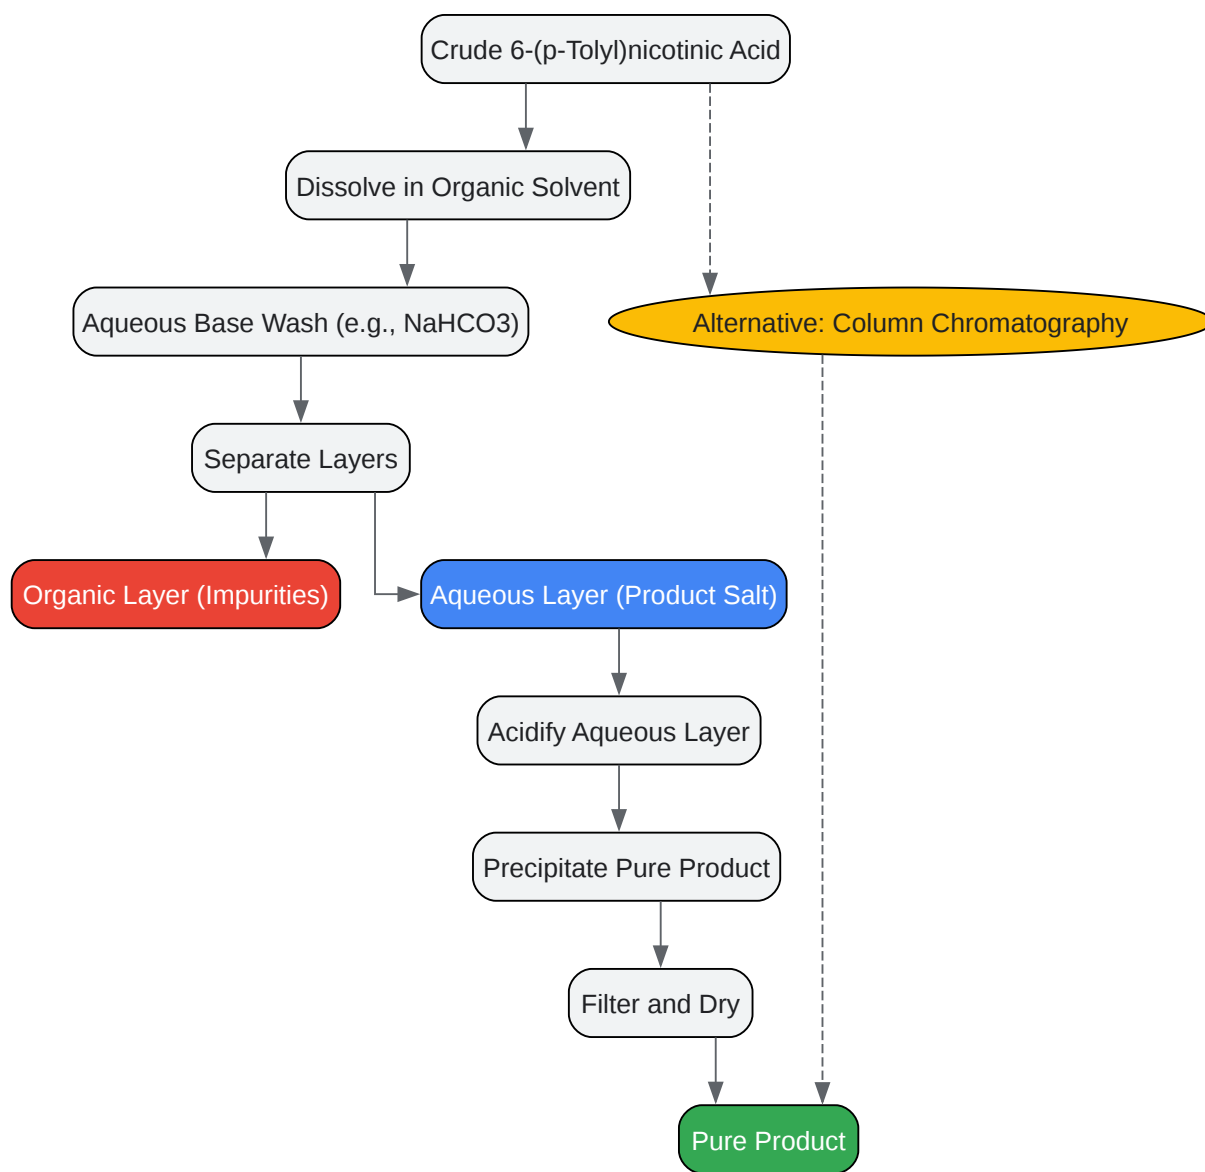 Crude 6-(p-Tolyl)nicotinic Acid
Dissolve in Organic Solvent
Aqueous Base Wash (e.g., NaHCO3)
Alternative: Column Chromatography
Separate Layers
Organic Layer (Impurities)
Aqueous Layer (Product Salt)
Acidify Aqueous Layer
Precipitate Pure Product
Filter and Dry
Pure Product